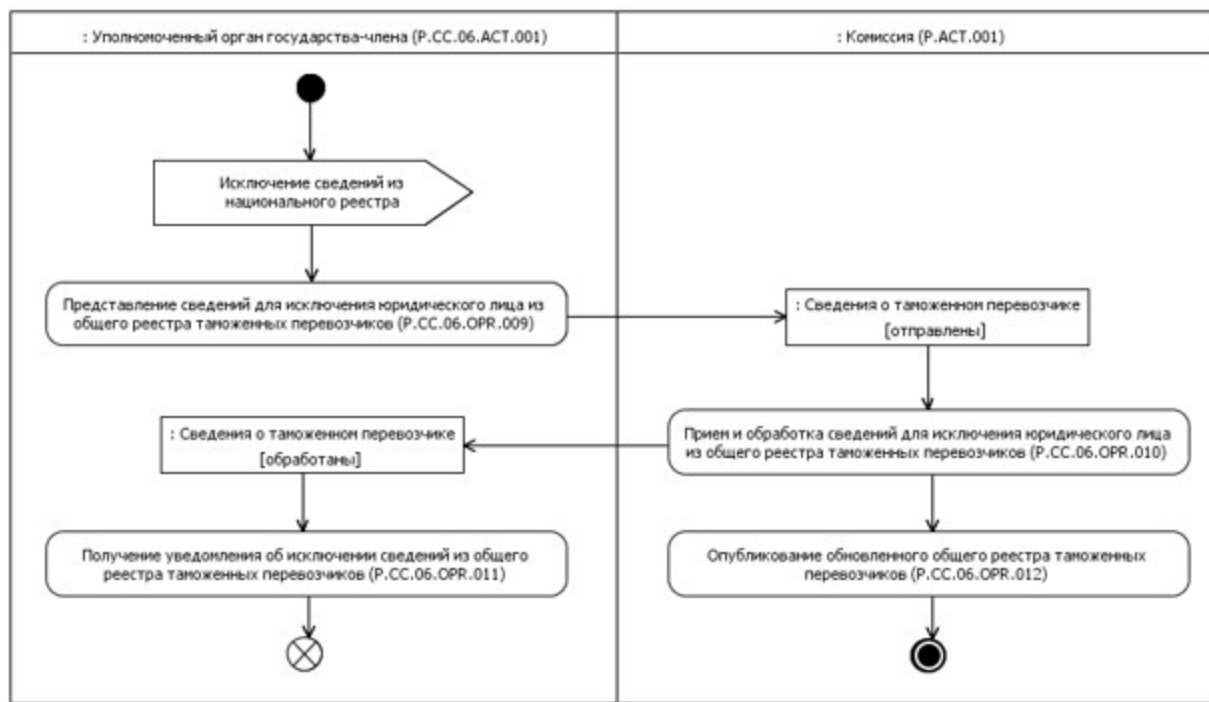 : Уполномоченный орган государства-члена (P.CC.06.ACT.001)
: Комиссия (P.ACT.001)
Исключение сведений из
национального реестра
Представление сведений для исключения юридического лица из
общего реестра таможенных перевозчиков (P.CC.06.OPR.009)
: Сведения о таможенном перевозчике
[отправлены]
: Сведения о таможенном перевозчике
[обработаны]
Прием и обработка сведений для исключения юридического лица
из общего реестра таможенных перевозчиков (P.CC.06.OPR.010)
Получение уведомления об исключении сведений из общего
реестра таможенных перевозчиков (P.CC.06.OPR.011)
Опубликование обновленного общего реестра таможенных
перевозчиков (P.CC.06.OPR.012)